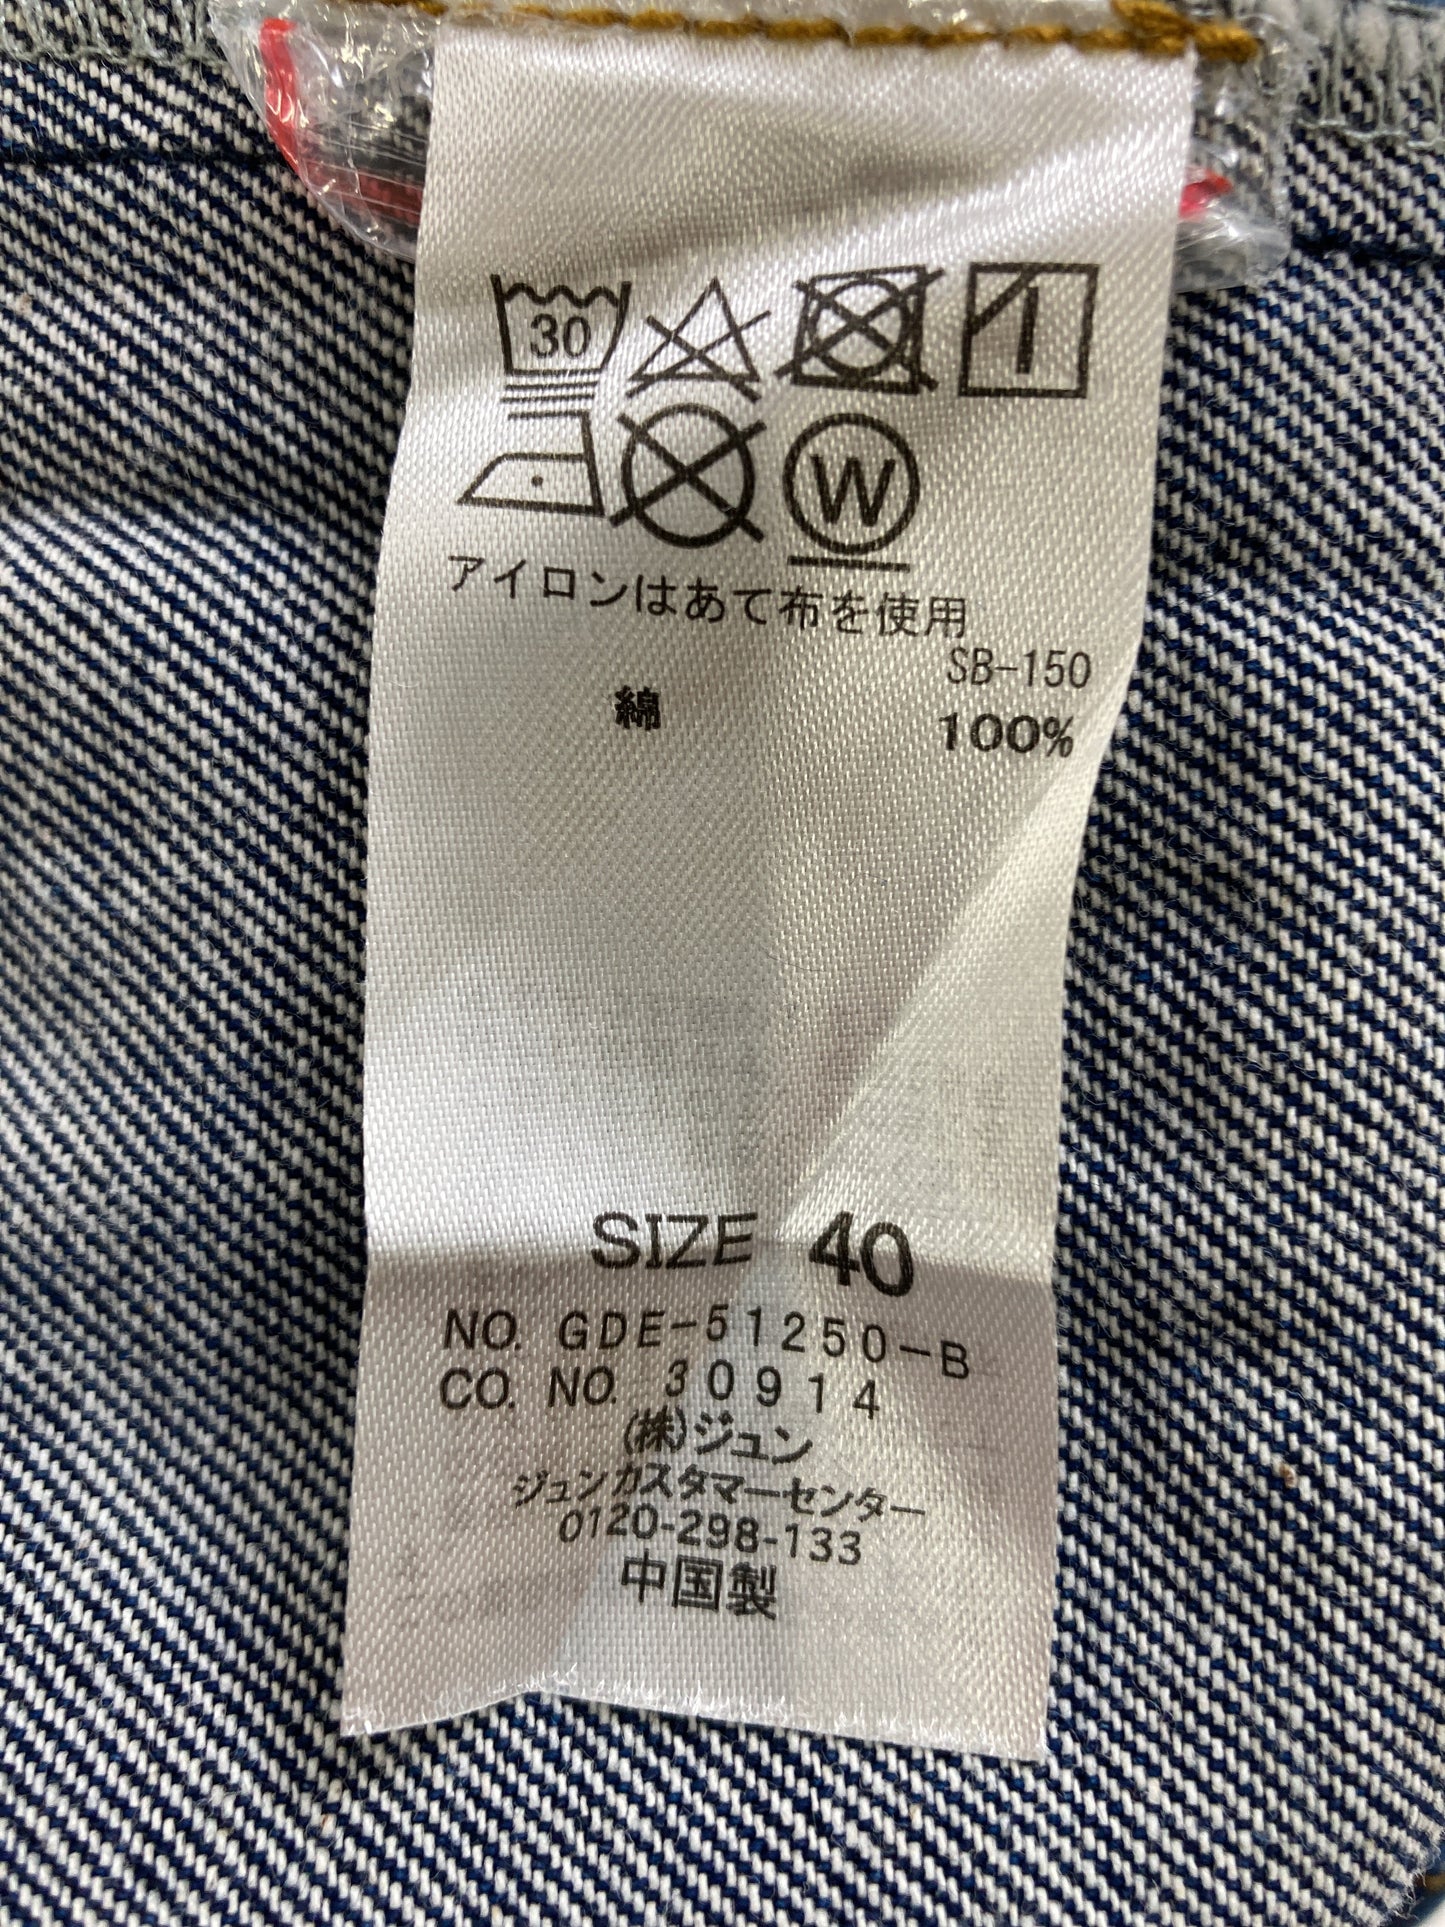 30
W
アイロンはあて布を使用
SB-150
綿 100%
SIZE 40
NO. GDE-51250-B
CO. NO. 30914
(株)ジュン
ジュンカスタマーセンター
0120-298-133
中国製